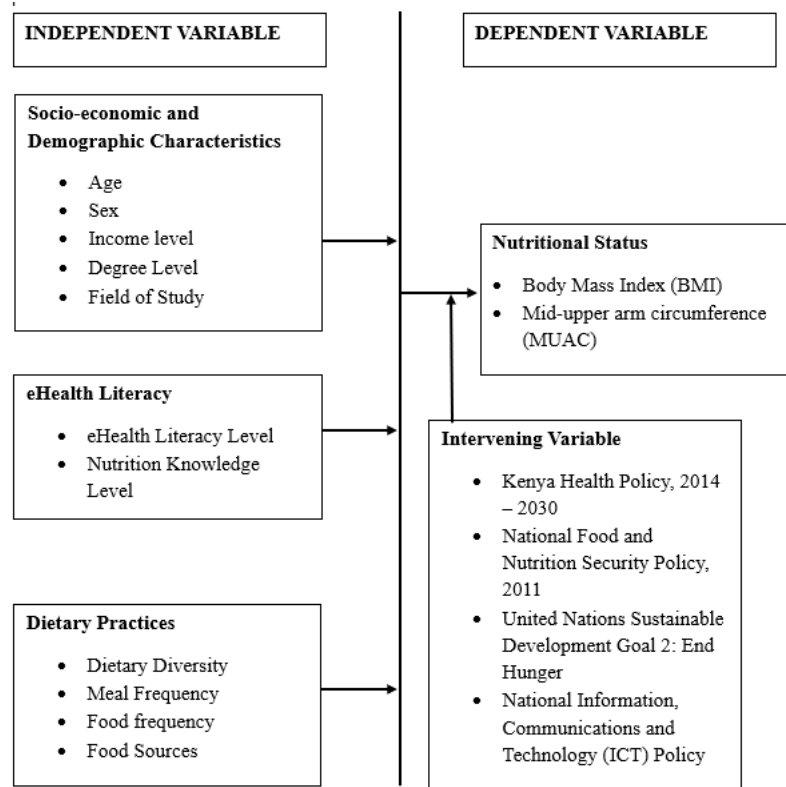 INDEPENDENT VARIABLE
DEPENDENT VARIABLE
Socio-economic and
Demographic Characteristics
• Age
• Sex
• Income level
• Degree Level
• Field of Study
Nutritional Status
• Body Mass Index (BMI)
• Mid-upper arm circumference
(MUAC)
eHealth Literacy
• eHealth Literacy Level
• Nutrition Knowledge
Level
Intervening Variable
• Kenya Health Policy, 2014
– 2030
• National Food and
Nutrition Security Policy,
2011
• United Nations Sustainable
Development Goal 2: End
Hunger
• National Information,
Communications and
Technology (ICT) Policy
Dietary Practices
• Dietary Diversity
• Meal Frequency
• Food frequency
• Food Sources